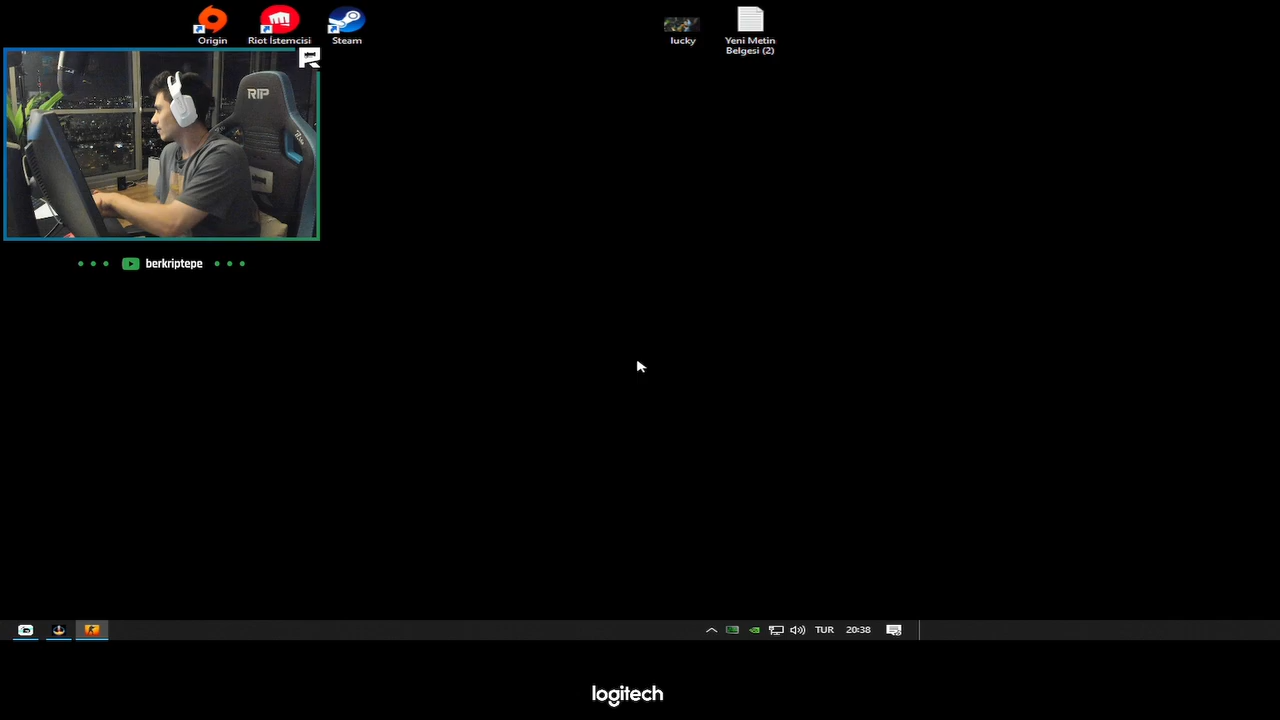 Origin
Riot İstemcisi
Steam
lucky
Yeni Metin
Belgesi (2)
RIP
berkriptepe
TUR
20:38
logitech